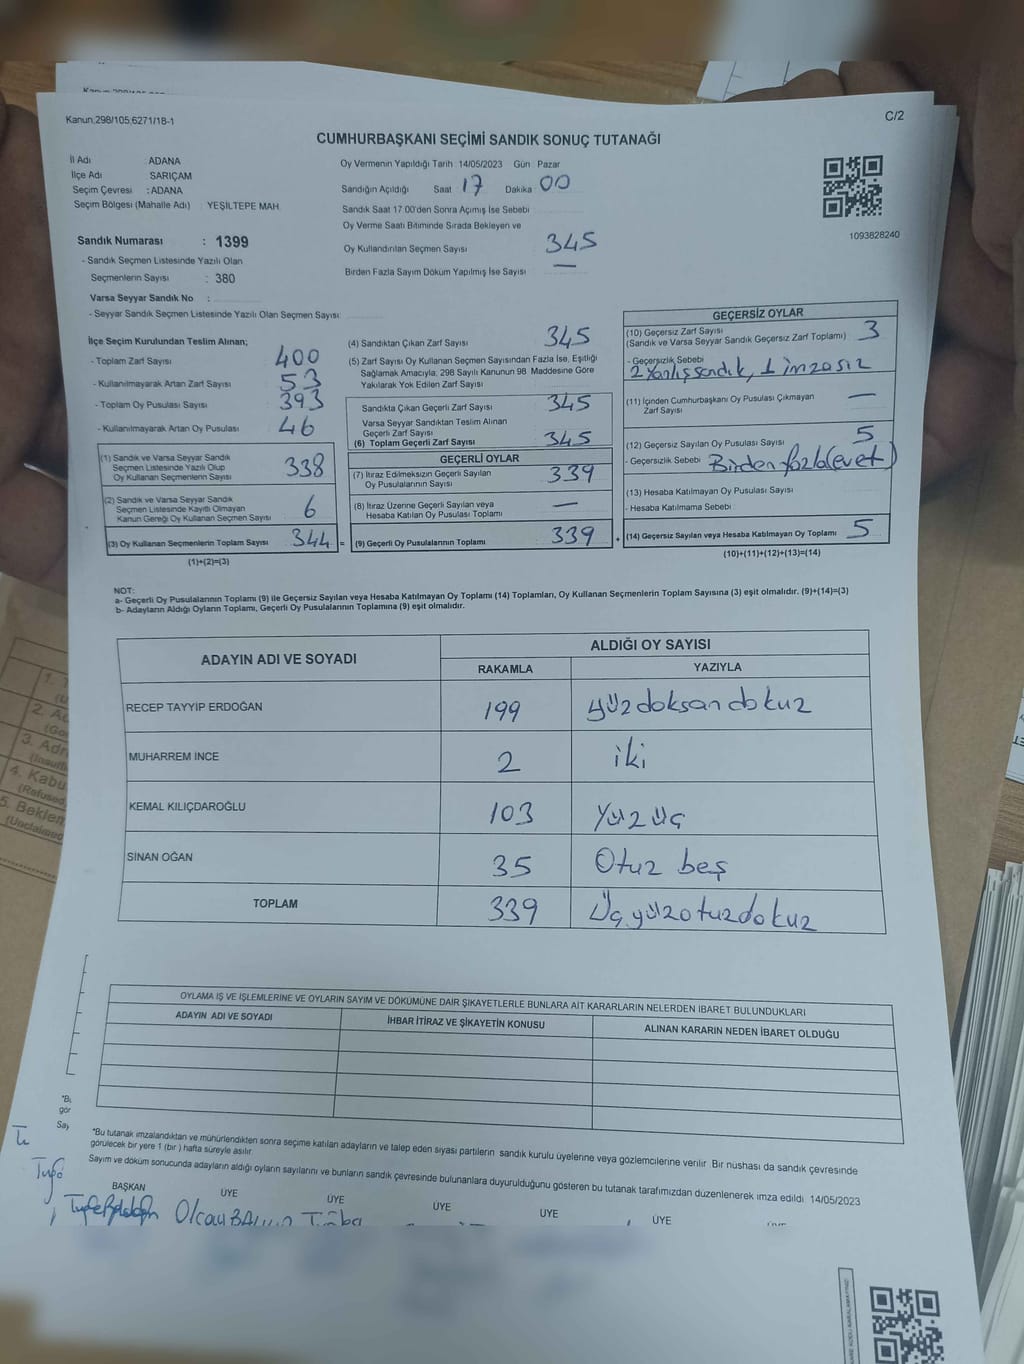 Kanun;298/105;6271/18-1
C/2
CUMHURBAŞKANI SEÇİMİ SANDIK SONUÇ TUTANAĞI
İl Adı : ADANA
İlçe Adı : SARIÇAM
Seçim Çevresi : ADANA
Seçim Bölgesi (Mahalle Adı) : YEŞİLTEPE MAH.
Sandık Numarası : 1399
- Sandık Seçmen Listesinde Yazılı Olan
Seçmenlerin Sayısı : 380
Varsa Seyyar Sandık No :
- Seyyar Sandık Seçmen Listesinde Yazılı Olan Seçmen Sayısı:
Oy Vermenin Yapıldığı Tarih 14/05/2023 Gün Pazar
Sandığın Açıldığı Saat 17 Dakika 00
Sandık Saat 17.00'den Sonra Açımış İse Sebebi
Oy Verme Saati Bitiminde Sırada Bekleyen ve
Oy Kullandırılan Seçmen Sayısı 345
Birden Fazla Sayım Döküm Yapılmış İse Sayısı —
1093828240
İlçe Seçim Kurulundan Teslim Alınan;
- Toplam Zarf Sayısı 400
- Kullanılmayarak Artan Zarf Sayısı 53
- Toplam Oy Pusulası Sayısı 393
- Kullanılmayarak Artan Oy Pusulası 46
(1) Sandık ve Varsa Seyyar Sandık
Seçmen Listesinde Yazılı Olup
Oy Kullanan Seçmenlerin Sayısı 338
(2) Sandık ve Varsa Seyyar Sandık
Seçmen Listesinde Kayıtlı Olmayan
Kanun Gereği Oy Kullanan Seçmen Sayısı 6
(3) Oy Kullanan Seçmenlerin Toplam Sayısı 344 =
(1)+(2)=(3)
(4) Sandıktan Çıkan Zarf Sayısı 345
(5) Zarf Sayısı Oy Kullanan Seçmen Sayısından Fazla İse, Eşitliği
Sağlamak Amacıyla, 298 Sayılı Kanunun 98. Maddesine Göre
Yakılarak Yok Edilen Zarf Sayısı
Sandıkta Çıkan Geçerli Zarf Sayısı 345
Varsa Seyyar Sandıktan Teslim Alınan
Geçerli Zarf Sayısı
(6) Toplam Geçerli Zarf Sayısı 345
GEÇERLİ OYLAR
(7) İtiraz Edilmeksizin Geçerli Sayılan
Oy Pusulasının Sayısı 339
(8) İtiraz Üzerine Geçerli Sayılan veya
Hesaba Katılan Oy Pusulası Toplamı —
(9) Geçerli Oy Pusulalarının Toplamı 339 +
GEÇERSİZ OYLAR
(10) Geçersiz Zarf Sayısı
(Sandık ve Varsa Seyyar Sandık Geçersiz Zarf Toplamı) 3
- Geçersizlik Sebebi
2 Yanlış sandık, 1 imzasız
(11) İçinden Cumhurbaşkanı Oy Pusulası Çıkmayan
Zarf Sayısı —
(12) Geçersiz Sayılan Oy Pusulası Sayısı 5
- Geçersizlik Sebebi Birden fazla (evet)
(13) Hesaba Katılmayan Oy Pusulası Sayısı
- Hesaba Katılmama Sebebi
(14) Geçersiz Sayılan veya Hesaba Katılmayan Oy Toplamı 5
(10)+(11)+(12)+(13)=(14)
NOT:
a- Geçerli Oy Pusulalarının Toplamı (9) ile Geçersiz Sayılan veya Hesaba Katılmayan Oy Toplamı (14) Toplamları, Oy Kullanan Seçmenlerin Toplam Sayısına (3) eşit olmalıdır. (9)+(14)=(3)
b- Adayların Aldığı Oyların Toplamı, Geçerli Oy Pusulalarının Toplamına (9) eşit olmalıdır.
ADAYIN ADI VE SOYADI
ALDIĞI OY SAYISI
RAKAMLA YAZIYLA
RECEP TAYYİP ERDOĞAN 199 yüzdoksandokuz
MUHARREM İNCE 2 iki
KEMAL KILIÇDAROĞLU 103 Yüzüç
SİNAN OĞAN 35 Otuz beş
TOPLAM 339 Üçyüzotuzdokuz
OYLAMA İŞ VE İŞLEMLERİNE VE OYLARIN SAYIM VE DÖKÜMÜNE DAİR ŞİKAYETLERLE BUNLARA AİT KARARLARIN NELERDEN İBARET BULUNDUKLARI
ADAYIN ADI VE SOYADI İHBAR İTİRAZ VE ŞİKAYETİN KONUSU ALINAN KARARIN NEDEN İBARET OLDUĞU
*Bu tutanak imzalandıktan ve mühürlendikten sonra seçime katılan adayların ve talep eden siyasi partilerin sandık kurulu üyelerine veya gözlemcilerine verilir. Bir nushası da sandık çevresinde
görülecek bir yere 1 (bir) hafta süreyle asılır.
Sayım ve döküm sonucunda adayların aldığı oyların sayılarını ve bunların sandık çevresinde bulunanlara duyurulduğunu gösteren bu tutanak tarafımızdan düzenlenerek imza edildi. 14/05/2023
BAŞKAN ÜYE ÜYE ÜYE ÜYE ÜYE
1. T
3. Adr
4. Kabu
(Refused
5. Beklem
(Unclaimed